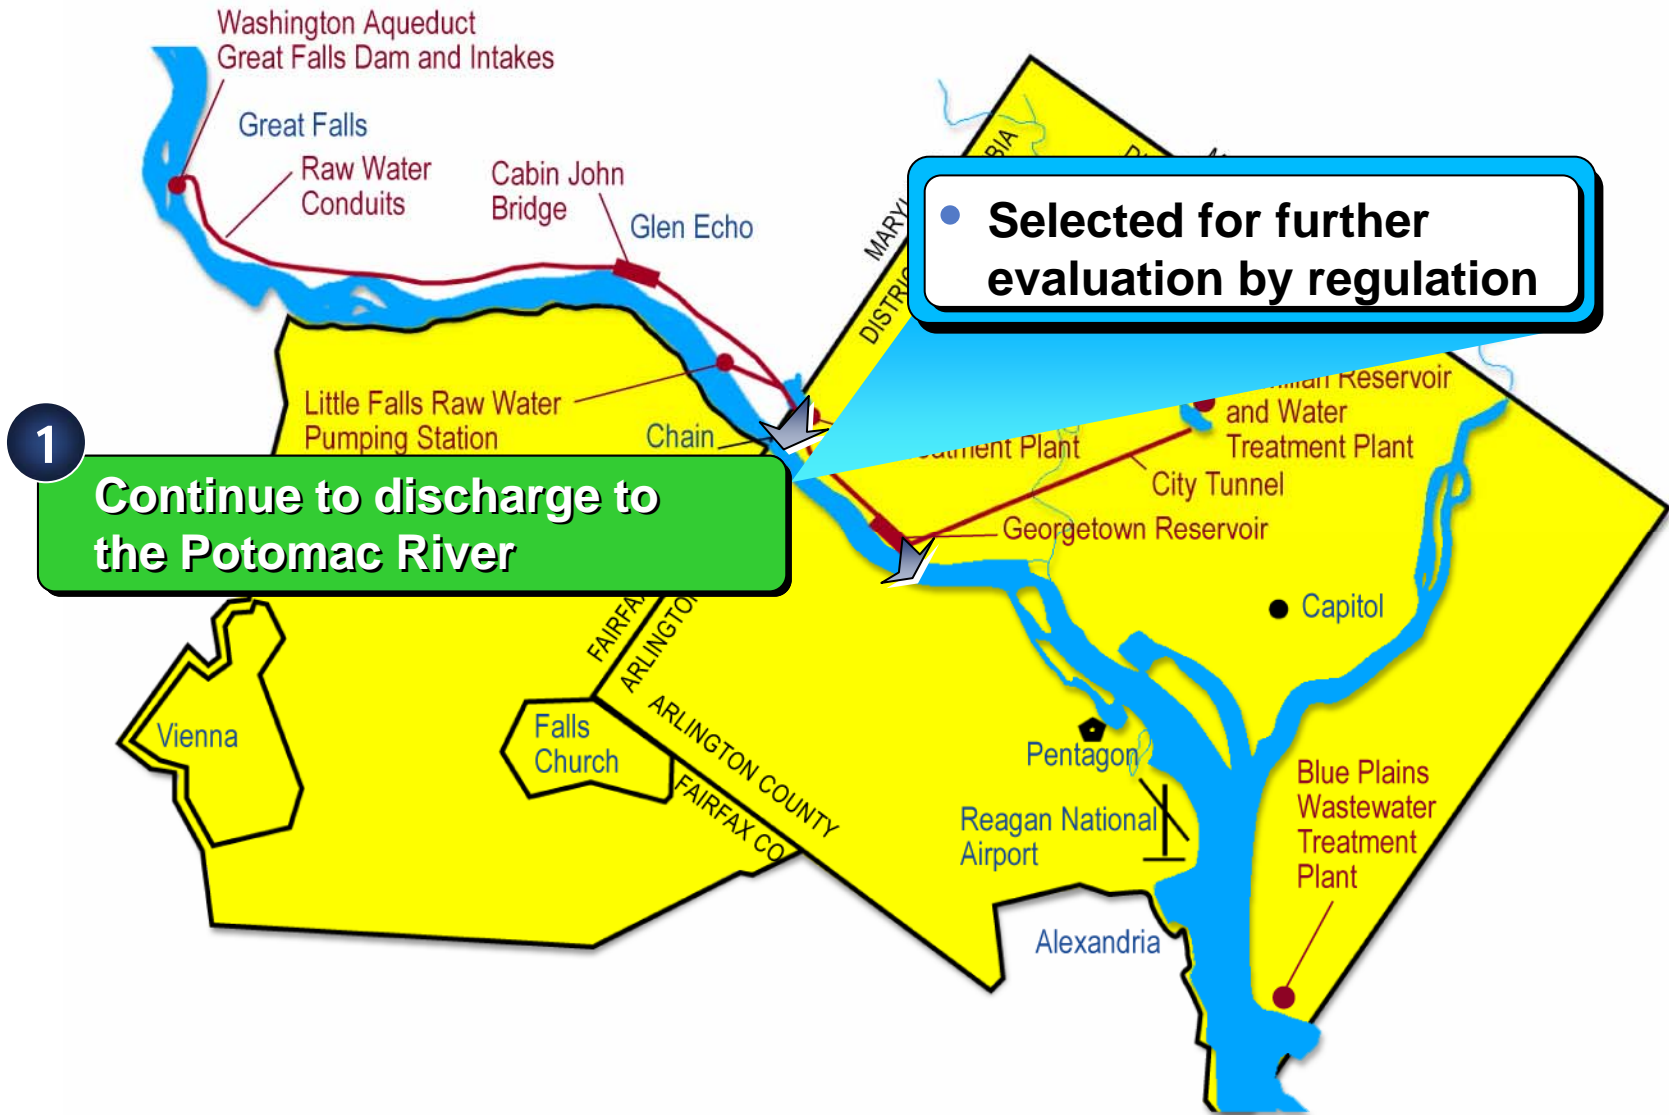 Washington Aqueduct
Great Falls Dam and Intakes
Great Falls
Raw Water
Conduits
Cabin John
Bridge
Glen Echo
Selected for further
evaluation by regulation
Little Falls Raw Water
Pumping Station
Chain
Reservoir
and Water
Treatment Plant
Plant
City Tunnel
Georgetown Reservoir
1
Continue to discharge to
the Potomac River
Capitol
FAIRFAX
ARLINGTON
ARLINGTON COUNTY
FAIRFAX CO
Vienna
Falls
Church
Pentagon
Reagan National
Airport
Alexandria
Blue Plains
Wastewater
Treatment
Plant